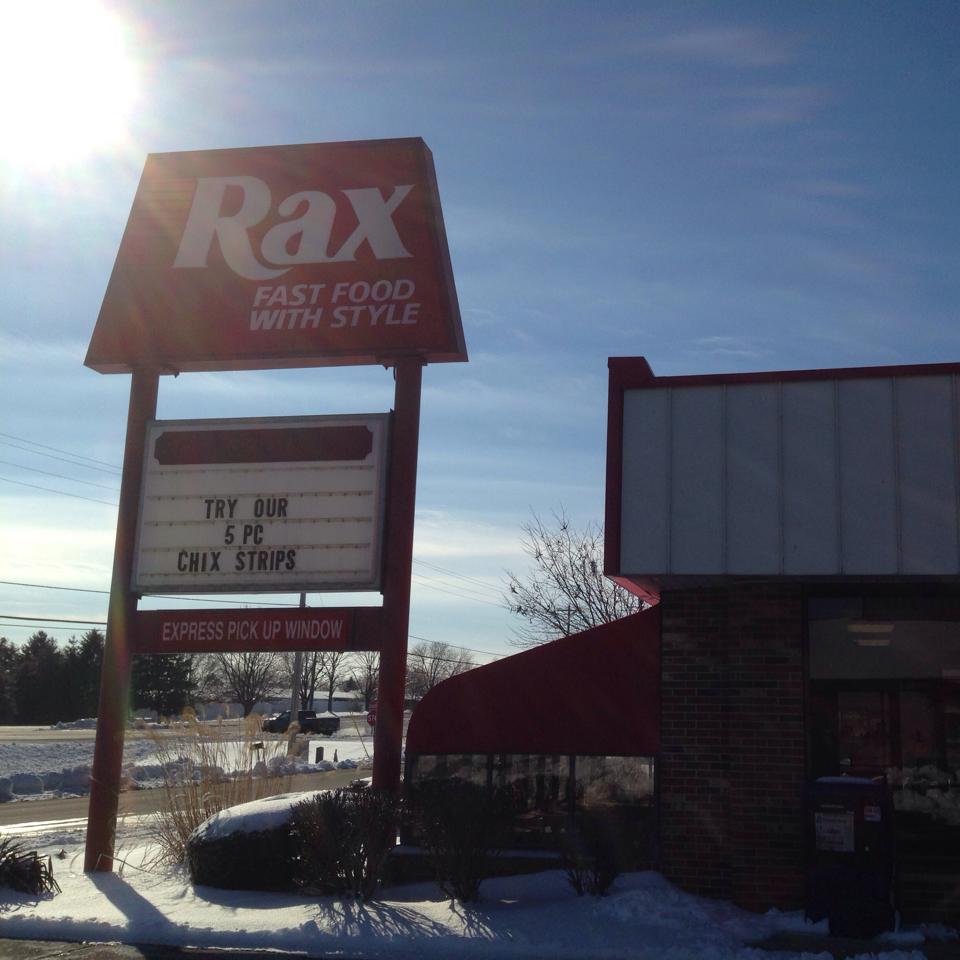 Rax
FAST FOOD
WITH STYLE
TRY OUR
5 PC
CHIX STRIPS
EXPRESS PICK UP WINDOW